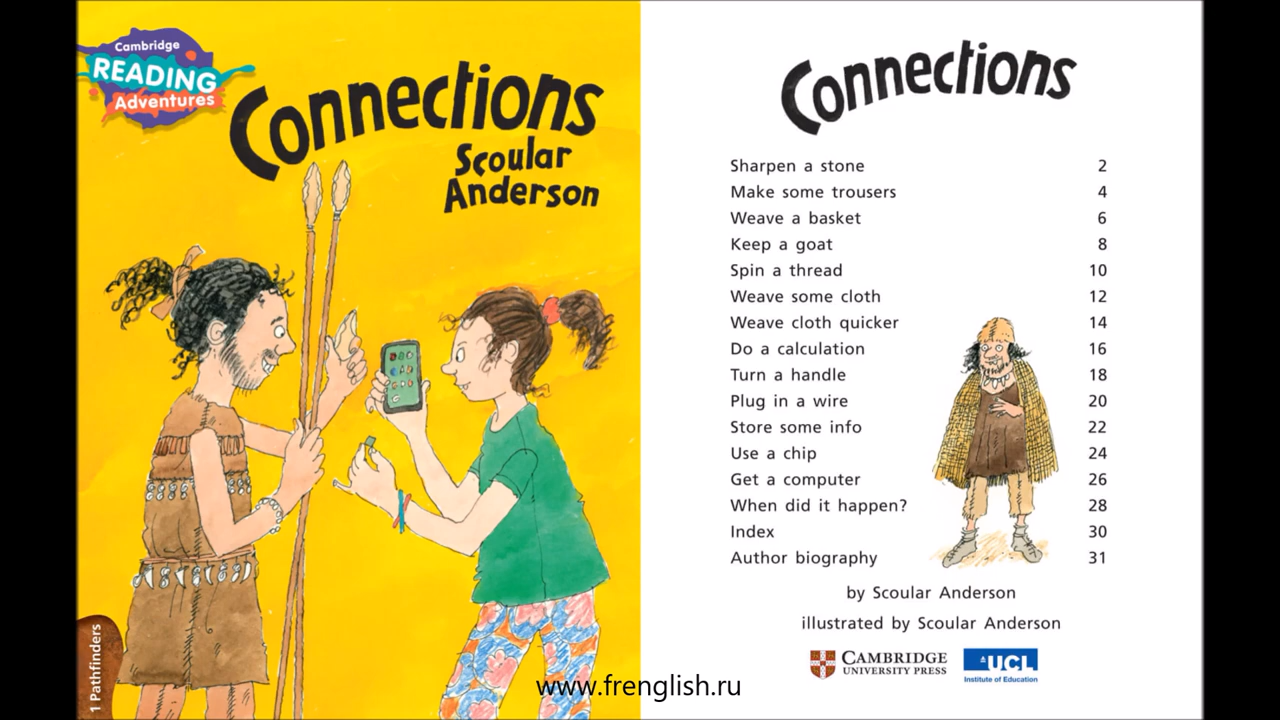 Cambridge
READING
Adventures
Connections
Scoular
Anderson
1 Pathfinders
Connections
Sharpen a stone 2
Make some trousers 4
Weave a basket 6
Keep a goat 8
Spin a thread 10
Weave some cloth 12
Weave cloth quicker 14
Do a calculation 16
Turn a handle 18
Plug in a wire 20
Store some info 22
Use a chip 24
Get a computer 26
When did it happen? 28
Index 30
Author biography 31
by Scoular Anderson
illustrated by Scoular Anderson
CAMBRIDGE
UNIVERSITY PRESS
UCL
Institute of Education
www.frenglish.ru